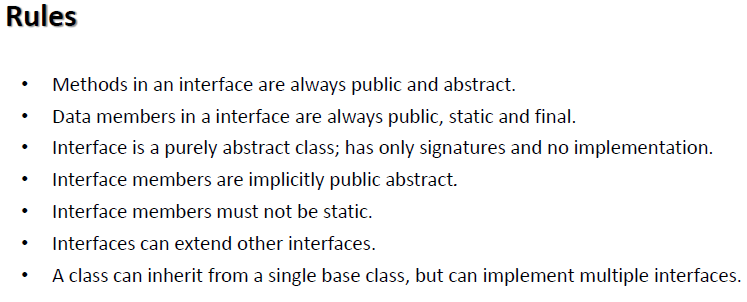 Rules
• Methods in an interface are always public and abstract.
• Data members in a interface are always public, static and final.
• Interface is a purely abstract class; has only signatures and no implementation.
• Interface members are implicitly public abstract.
• Interface members must not be static.
• Interfaces can extend other interfaces.
• A class can inherit from a single base class, but can implement multiple interfaces.